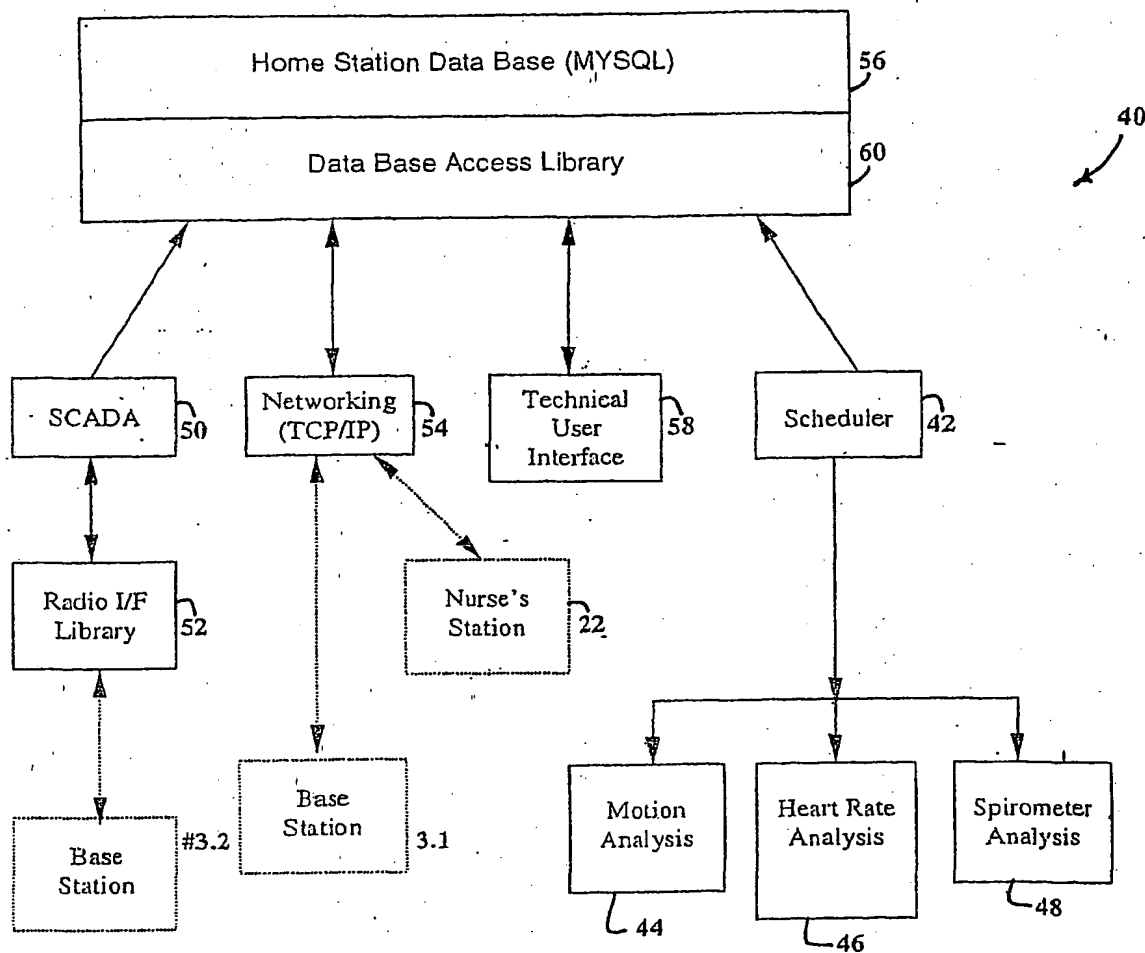 Home Station Data Base (MYSQL)
56
40
Data Base Access Library
60
SCADA
50
Networking
(TCP/IP)
54
Technical
User
Interface
58
Scheduler
42
Radio I/F
Library
52
Nurse's
Station
22
Base
Station
#3.2
Base
Station
3.1
Motion
Analysis
44
Heart Rate
Analysis
46
Spirometer
Analysis
48